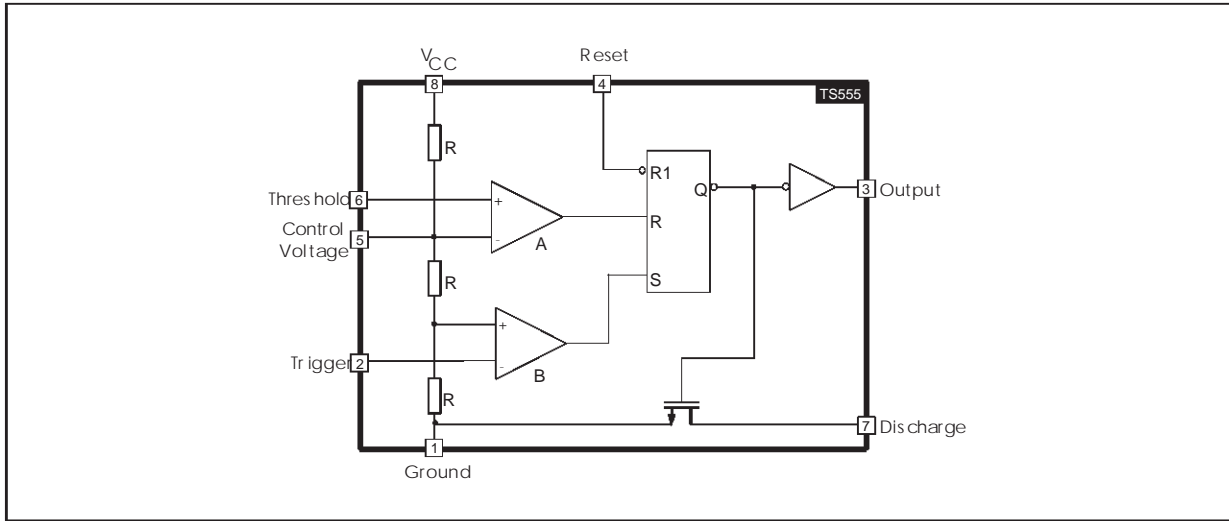 VCC
Reset
8
4
TS555
R
R1
Threshold
6
+
Q
3
Output
Control
Voltage
5
-
A
R
R
S
+
Trigger
2
-
B
R
7
Discharge
1
Ground